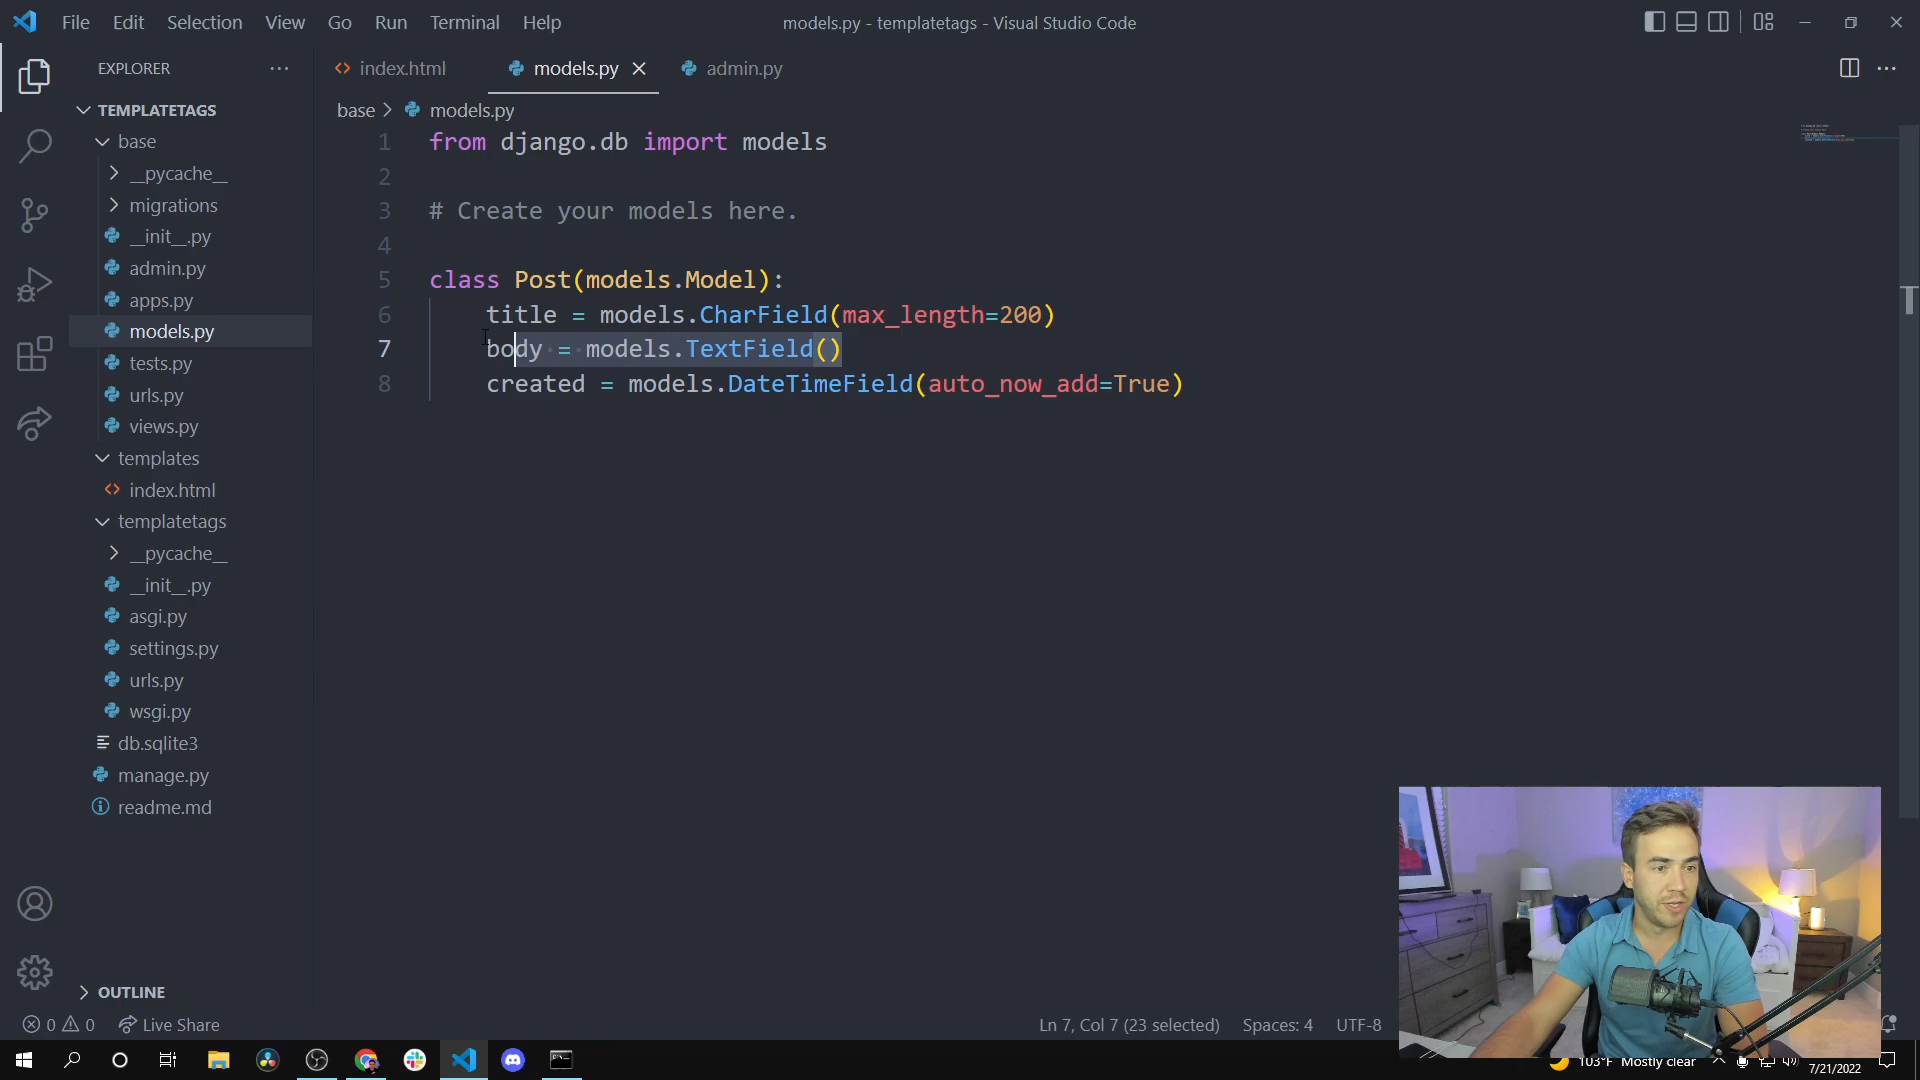 File Edit Selection View Go Run Terminal Help
models.py - templatetags - Visual Studio Code
EXPLORER
TEMPLATETAGS
base
__pycache__
migrations
__init__.py
admin.py
apps.py
models.py
tests.py
urls.py
views.py
templates
index.html
templatetags
__pycache__
__init__.py
asgi.py
settings.py
urls.py
wsgi.py
db.sqlite3
manage.py
readme.md
OUTLINE
index.html models.py admin.py
base > models.py
1 from django.db import models
2
3 # Create your models here.
4
5 class Post(models.Model):
6 title = models.CharField(max_length=200)
7 body = models.TextField()
8 created = models.DateTimeField(auto_now_add=True)
0 0 Live Share
Ln 7, Col 7 (23 selected) Spaces: 4 UTF-8
103°F Mostly clear
7/21/2022